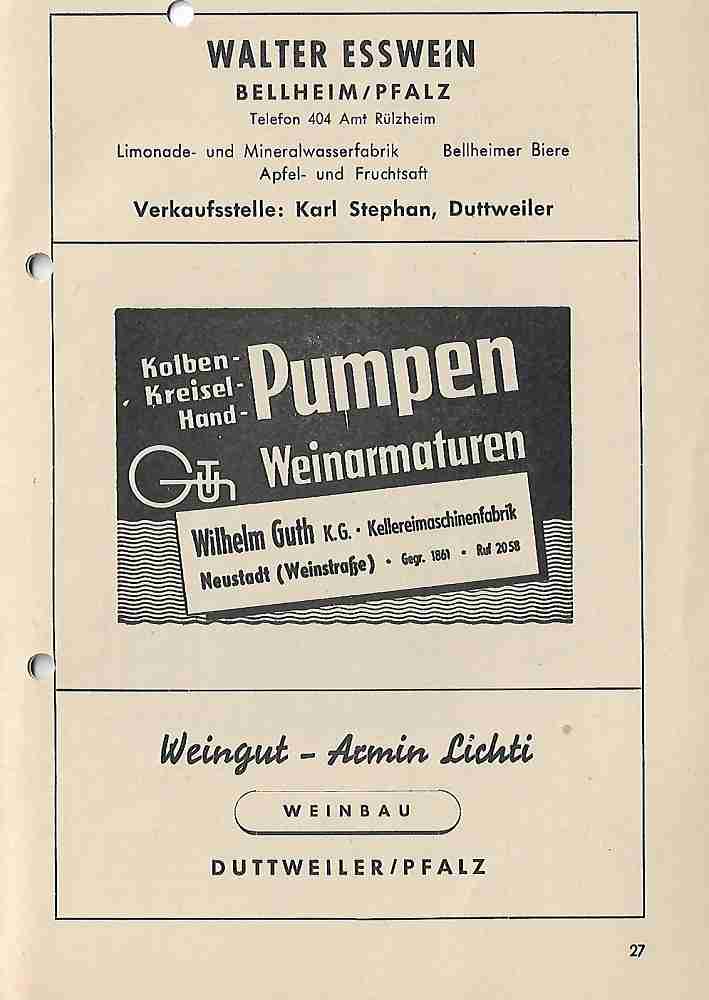 WALTER ESSWEIN
BELLHEIM/PFALZ
Telefon 404 Amt Rülzheim
Limonade- und Mineralwasserfabrik Bellheimer Biere
Apfel- und Fruchtsaft
Verkaufsstelle: Karl Stephan, Duttweiler
Kolben-
Kreisel-
Hand-
Pumpen
Weinarmaturen
Guth
Wilhelm Guth K.G. · Kellereimaschinenfabrik
Neustadt (Weinstraße) · Gegr. 1861 · Ruf 2058
Weingut - Armin Lichti
WEINBAU
DUTTWEILER/PFALZ
27